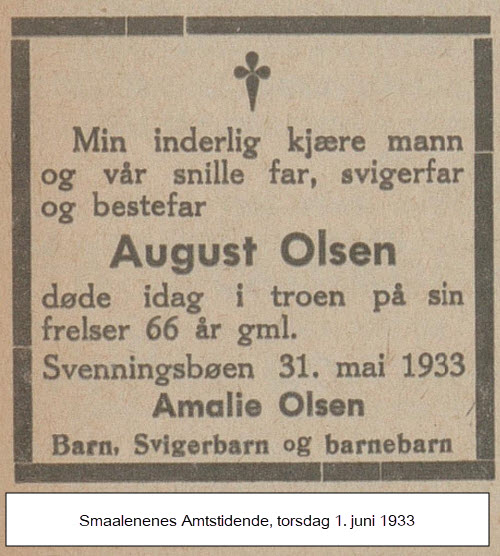 Min inderlig kjære mann
og vår snille far, svigerfar
og bestefar
August Olsen
døde idag i troen på sin
frelser 66 år gml.
Svenningsbøen 31. mai 1933
Amalie Olsen
Barn, Svigerbarn og barnebarn
Smaalenenes Amtstidende, torsdag 1. juni 1933